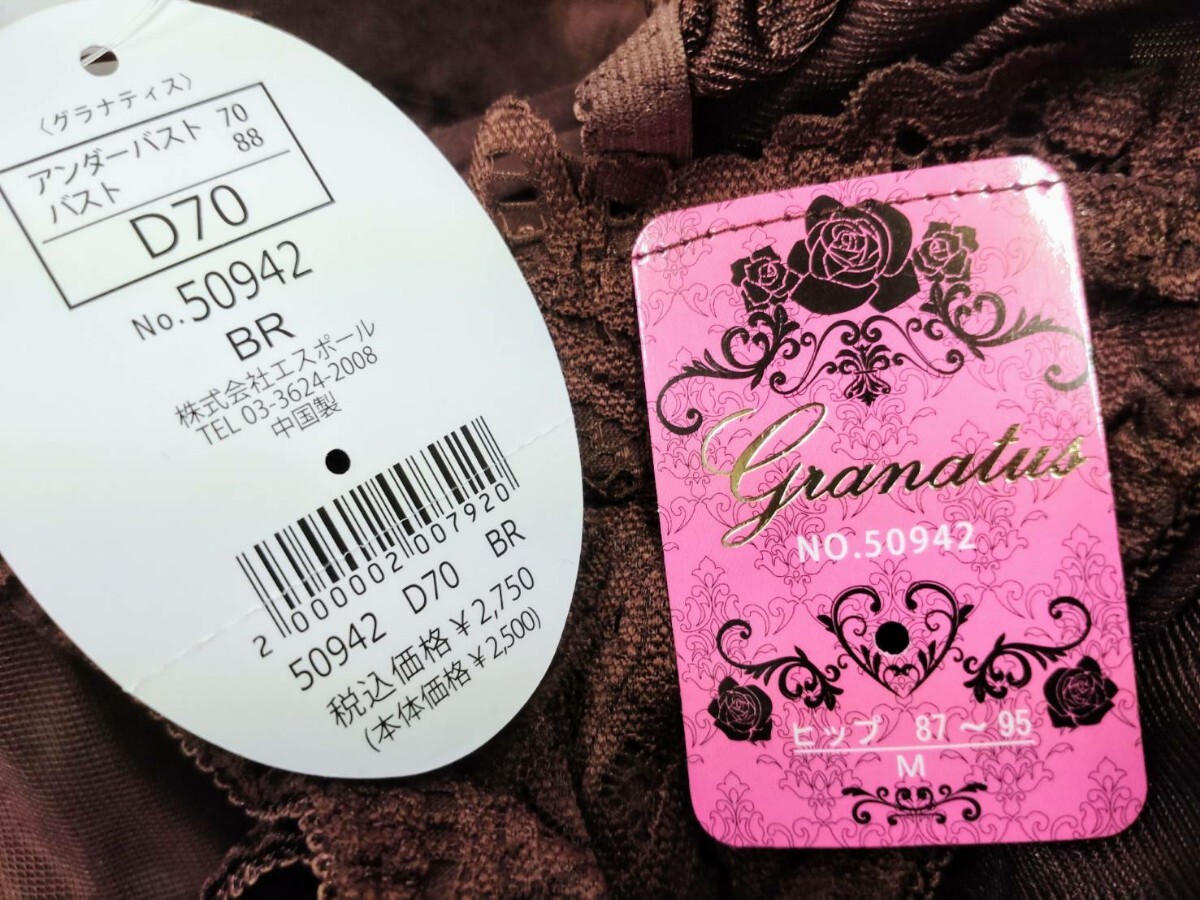 〈グラナティス〉
アンダーバスト 70
バスト 88
D70
No.50942
BR
株式会社エスポール
TEL 03-3624-2008
中国製
2 000002 007920
50942 D70 BR
税込価格 ¥2,750
(本体価格 ¥2,500)
Granatus
NO.50942
ヒップ 87〜95
M